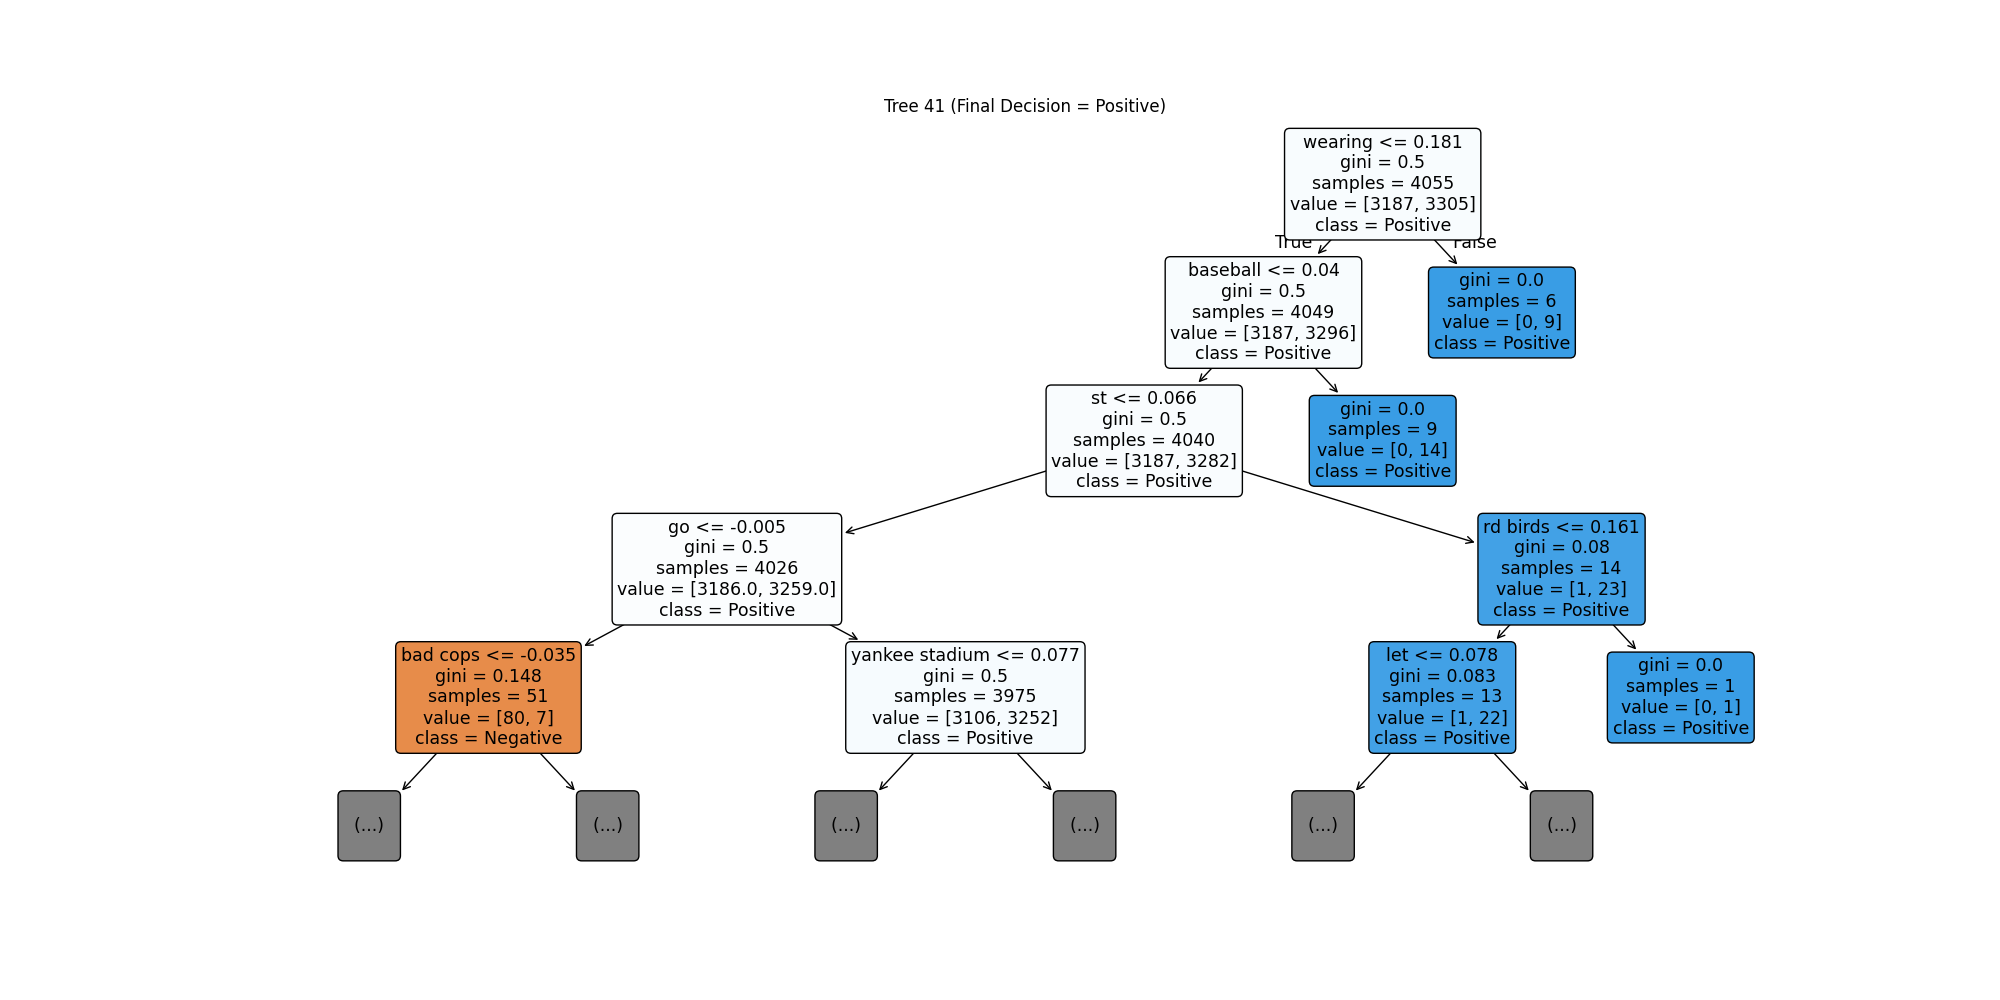 Tree 41 (Final Decision = Positive)
wearing <= 0.181
gini = 0.5
samples = 4055
value = [3187, 3305]
class = Positive
True
False
baseball <= 0.04
gini = 0.5
samples = 4049
value = [3187, 3296]
class = Positive
gini = 0.0
samples = 6
value = [0, 9]
class = Positive
st <= 0.066
gini = 0.5
samples = 4040
value = [3187, 3282]
class = Positive
gini = 0.0
samples = 9
value = [0, 14]
class = Positive
go <= -0.005
gini = 0.5
samples = 4026
value = [3186.0, 3259.0]
class = Positive
rd birds <= 0.161
gini = 0.08
samples = 14
value = [1, 23]
class = Positive
bad cops <= -0.035
gini = 0.148
samples = 51
value = [80, 7]
class = Negative
yankee stadium <= 0.077
gini = 0.5
samples = 3975
value = [3106, 3252]
class = Positive
let <= 0.078
gini = 0.083
samples = 13
value = [1, 22]
class = Positive
gini = 0.0
samples = 1
value = [0, 1]
class = Positive
(...)
(...)
(...)
(...)
(...)
(...)